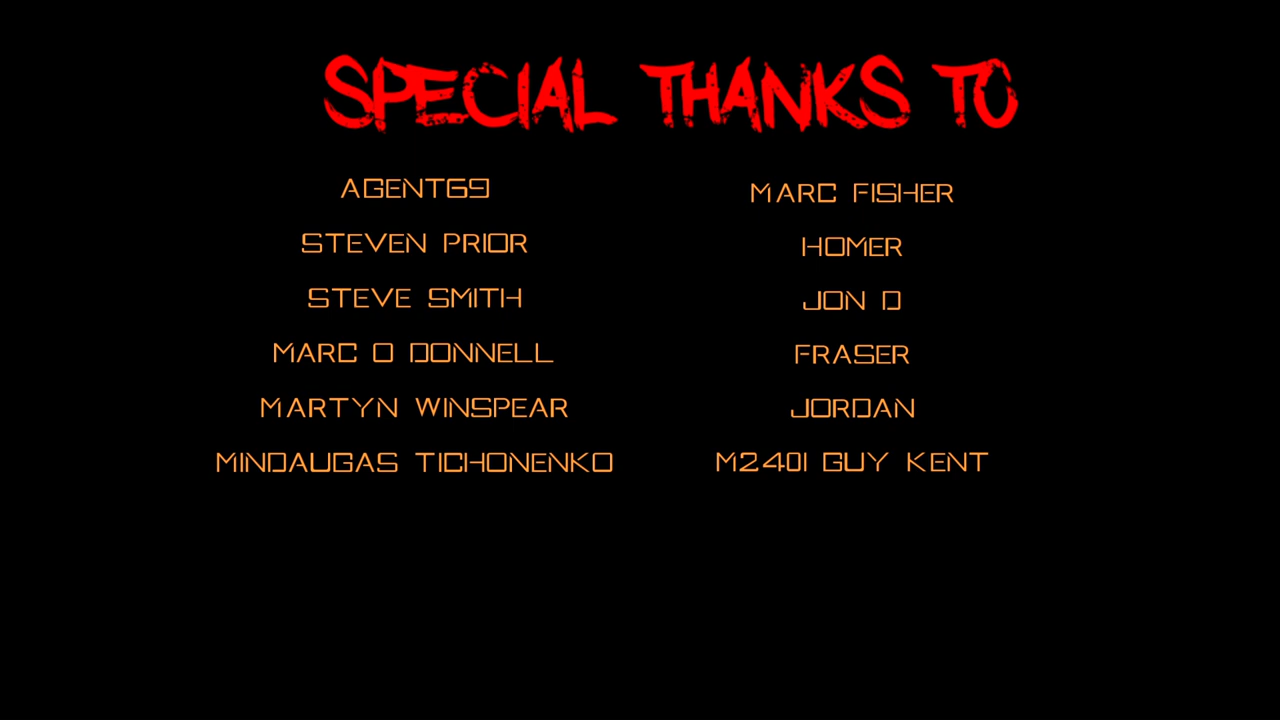 SPECIAL THANKS TO
AGENT69
STEVEN PRIOR
STEVE SMITH
MARC O DONNELL
MARTYN WINSPEAR
MINDAUGAS TICHONENKO
MARC FISHER
HOMER
JON D
FRASER
JORDAN
M240I GUY KENT